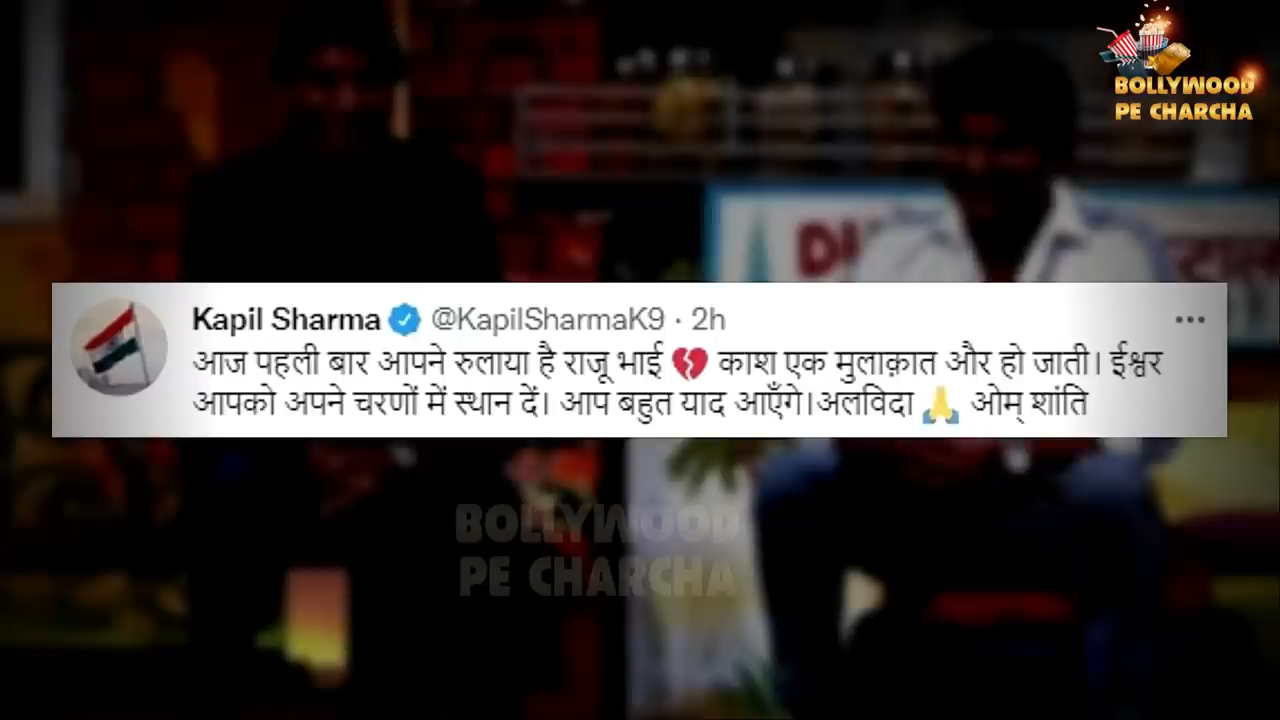 BOLLYWOOD
PE CHARCHA
Kapil Sharma @KapilSharmaK9 · 2h
आज पहली बार आपने रुलाया है राजू भाई 💔 काश एक मुलाक़ात और हो जाती। ईश्वर
आपको अपने चरणों में स्थान दें। आप बहुत याद आएँगे।अलविदा 🙏 ओम् शांति
BOLLYWOOD
PE CHARCHA